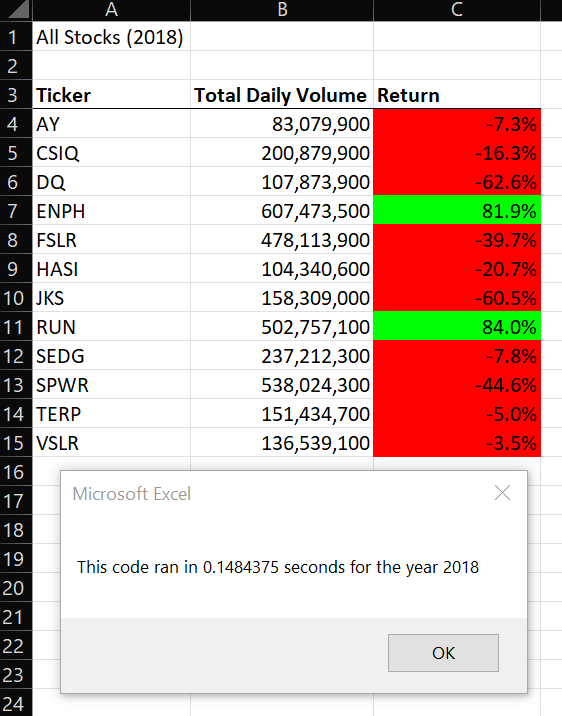 A B C
1 All Stocks (2018)
2
3 Ticker Total Daily Volume Return
4 AY 83,079,900 -7.3%
5 CSIQ 200,879,900 -16.3%
6 DQ 107,873,900 -62.6%
7 ENPH 607,473,500 81.9%
8 FSLR 478,113,900 -39.7%
9 HASI 104,340,600 -20.7%
10 JKS 158,309,000 -60.5%
11 RUN 502,757,100 84.0%
12 SEDG 237,212,300 -7.8%
13 SPWR 538,024,300 -44.6%
14 TERP 151,434,700 -5.0%
15 VSLR 136,539,100 -3.5%
16
17 Microsoft Excel
18
19 This code ran in 0.1484375 seconds for the year 2018
20
21
22 OK
23
24